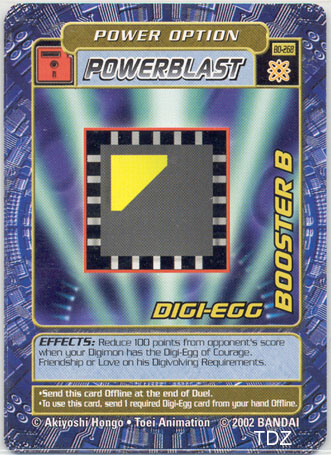 POWER OPTION
BO-268
POWERBLAST
DIGI-EGG
BOOSTER B
EFFECTS: Reduce 100 points from opponent's score
when your Digimon has the Digi-Egg of Courage.
Friendship or Love on his Digivolving Requirements.
•Send this card Offline at the end of Duel.
•To use this card, send 1 required Digi-Egg card from your hand Offline.
© Akiyoshi Hongo • Toei Animation © 2002 BANDAI
TDZ